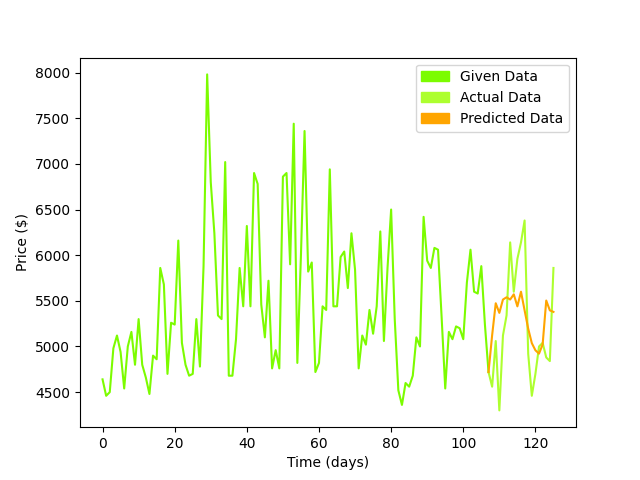 8000
7500
7000
6500
6000
5500
5000
4500
Price ($)
0 20 40 60 80 100 120
Time (days)
Given Data
Actual Data
Predicted Data